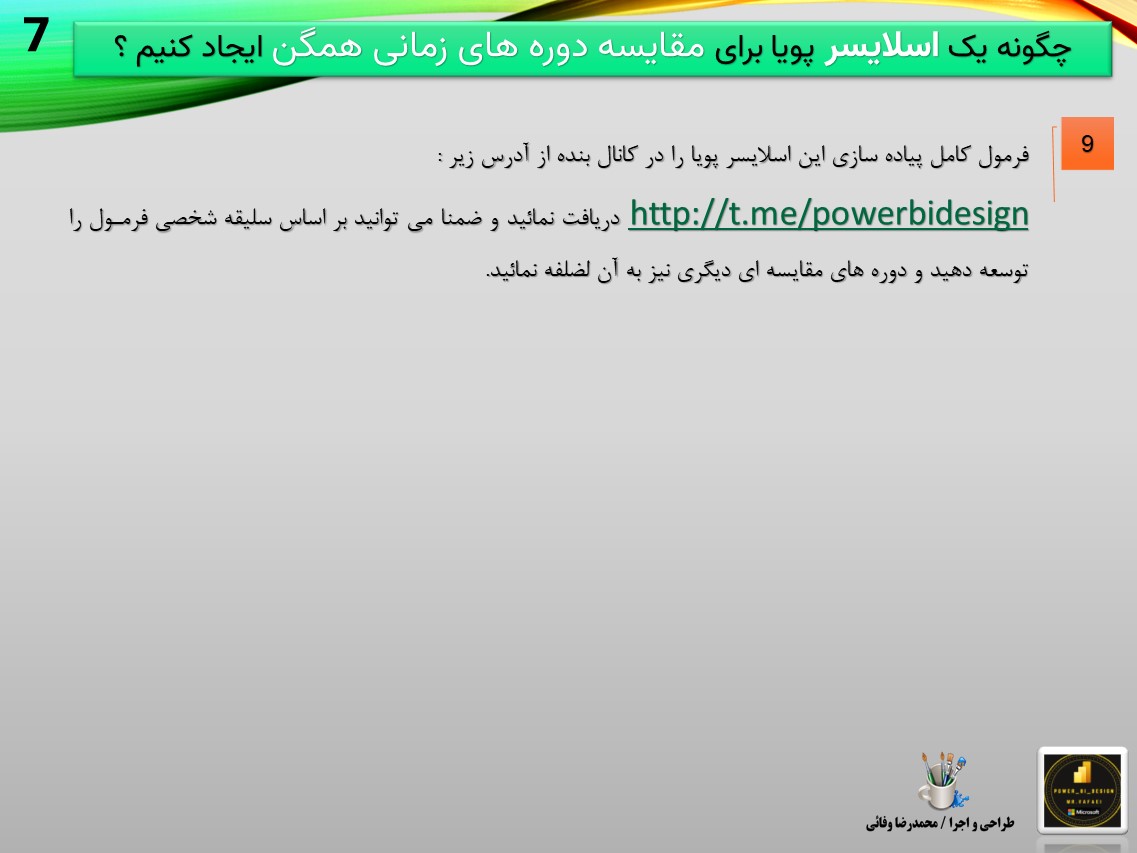 7
چگونه یک اسلایسر پویا برای مقایسه دوره های زمانی همگن ایجاد کنیم ؟
9
فرمول کامل پیاده سازی این اسلایسر پویا را در کانال بنده از آدرس زیر :
http://t.me/powerbidesign دریافت نمائید و ضمنا می توانید بر اساس سلیقه شخصی فرمـول را
توسعه دهید و دوره های مقایسه ای دیگری نیز به آن لضلفه نمائید.
POWER_BI_DESIGN
MR.VAFAEI
Microsoft
طراحی و اجرا / محمدرضا وفائی